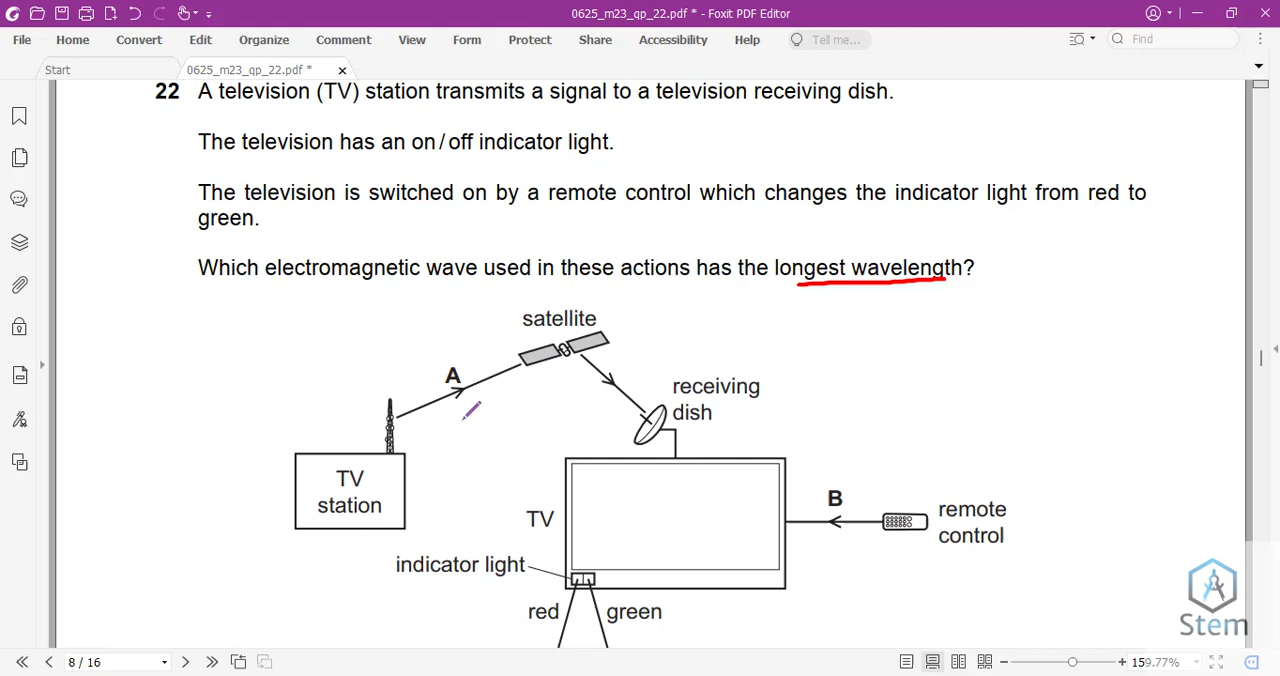 0625_m23_qp_22.pdf * - Foxit PDF Editor
File Home Convert Edit Organize Comment View Form Protect Share Accessibility Help Tell me... Find
Start 0625_m23_qp_22.pdf *
22 A television (TV) station transmits a signal to a television receiving dish.
The television has an on / off indicator light.
The television is switched on by a remote control which changes the indicator light from red to
green.
Which electromagnetic wave used in these actions has the longest wavelength?
satellite
A
receiving
dish
TV
station
B
remote
control
TV
indicator light
red green
Stem
8 / 16 159.77%